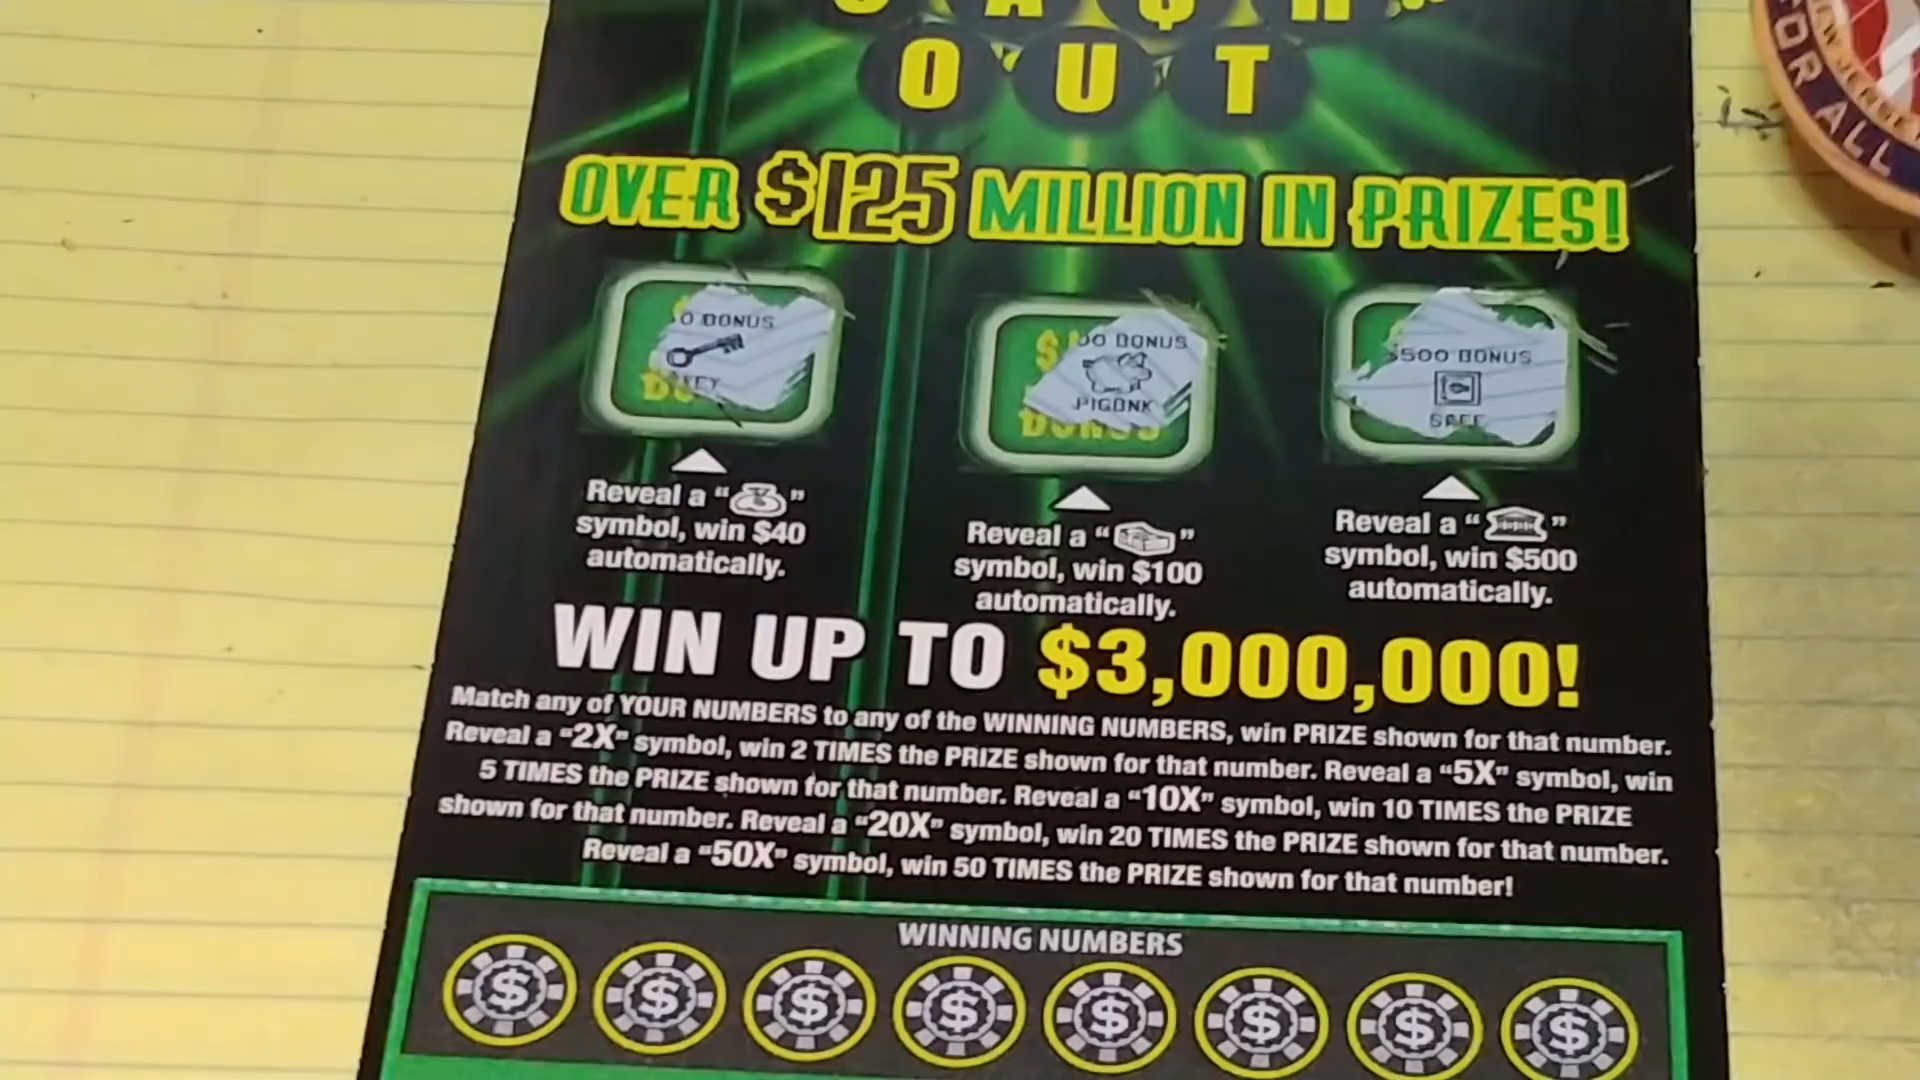 OUT
OVER $125 MILLION IN PRIZES!
0 BONUS
KEY
$ 00 BONUS
PIGBNK
BONUS
$500 BONUS
SAFE
Reveal a " "
symbol, win $40
automatically.
Reveal a " "
symbol, win $100
automatically.
Reveal a " "
symbol, win $500
automatically.
WIN UP TO $3,000,000!
Match any of YOUR NUMBERS to any of the WINNING NUMBERS, win PRIZE shown for that number.
Reveal a "2X" symbol, win 2 TIMES the PRIZE shown for that number. Reveal a "5X" symbol, win
5 TIMES the PRIZE shown for that number. Reveal a "10X" symbol, win 10 TIMES the PRIZE
shown for that number. Reveal a "20X" symbol, win 20 TIMES the PRIZE shown for that number.
Reveal a "50X" symbol, win 50 TIMES the PRIZE shown for that number!
WINNING NUMBERS
$ $ $ $ $ $ $ $
FOR ALL